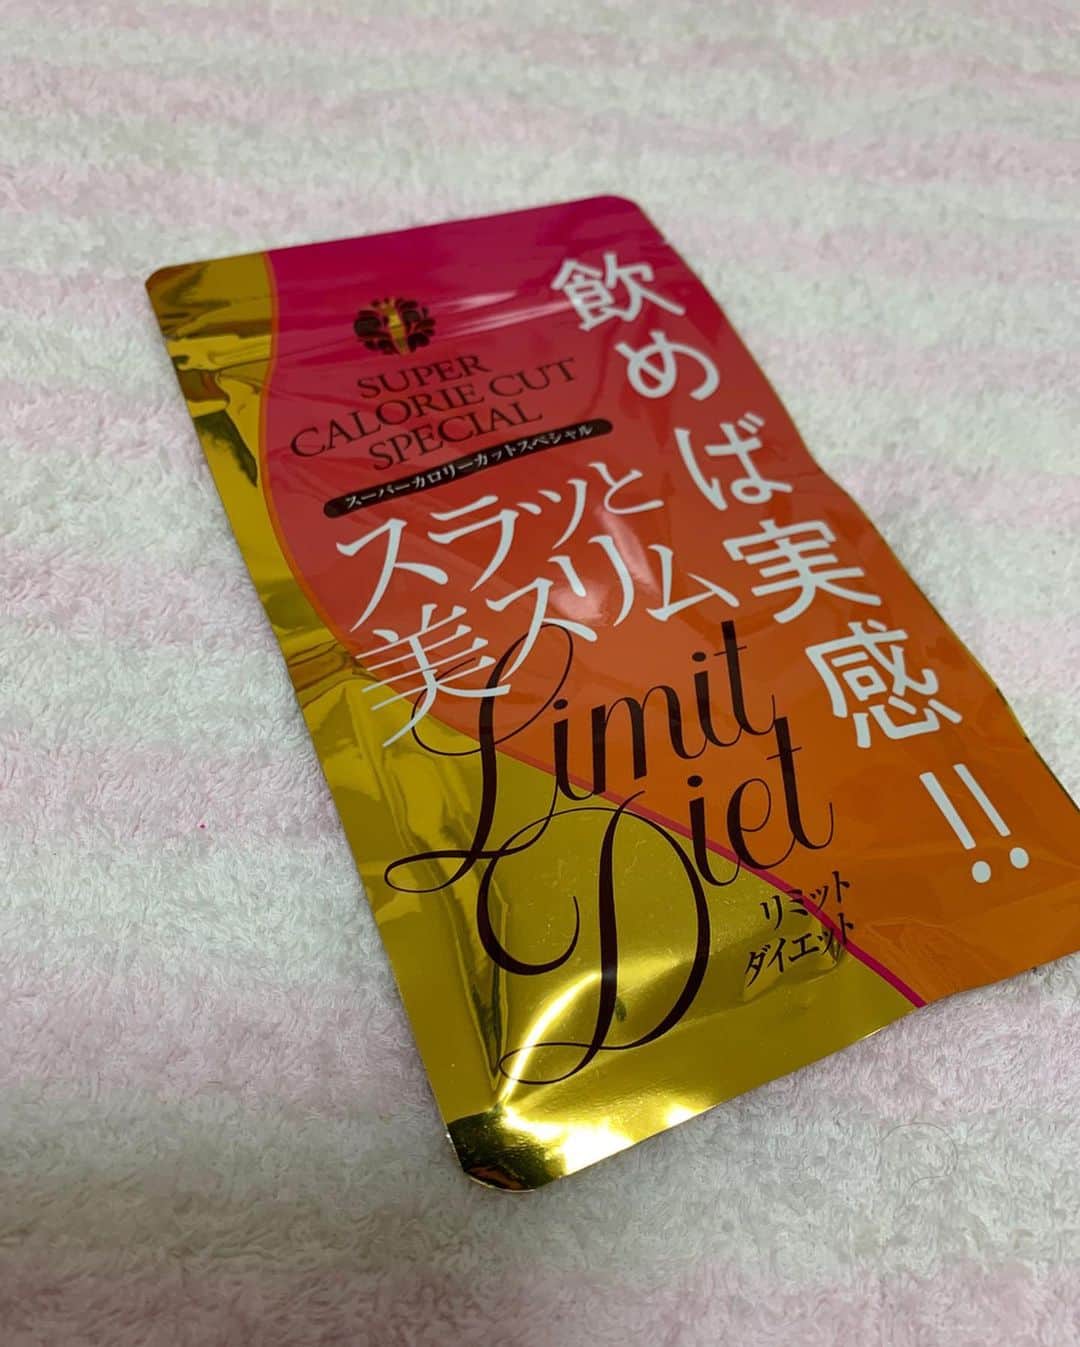 飲めば実感!!
SUPER
CALORIE CUT
SPECIAL
スーパーカロリーカットスペシャル
スラッと
美スリム
Limit
Diet
リミット
ダイエット